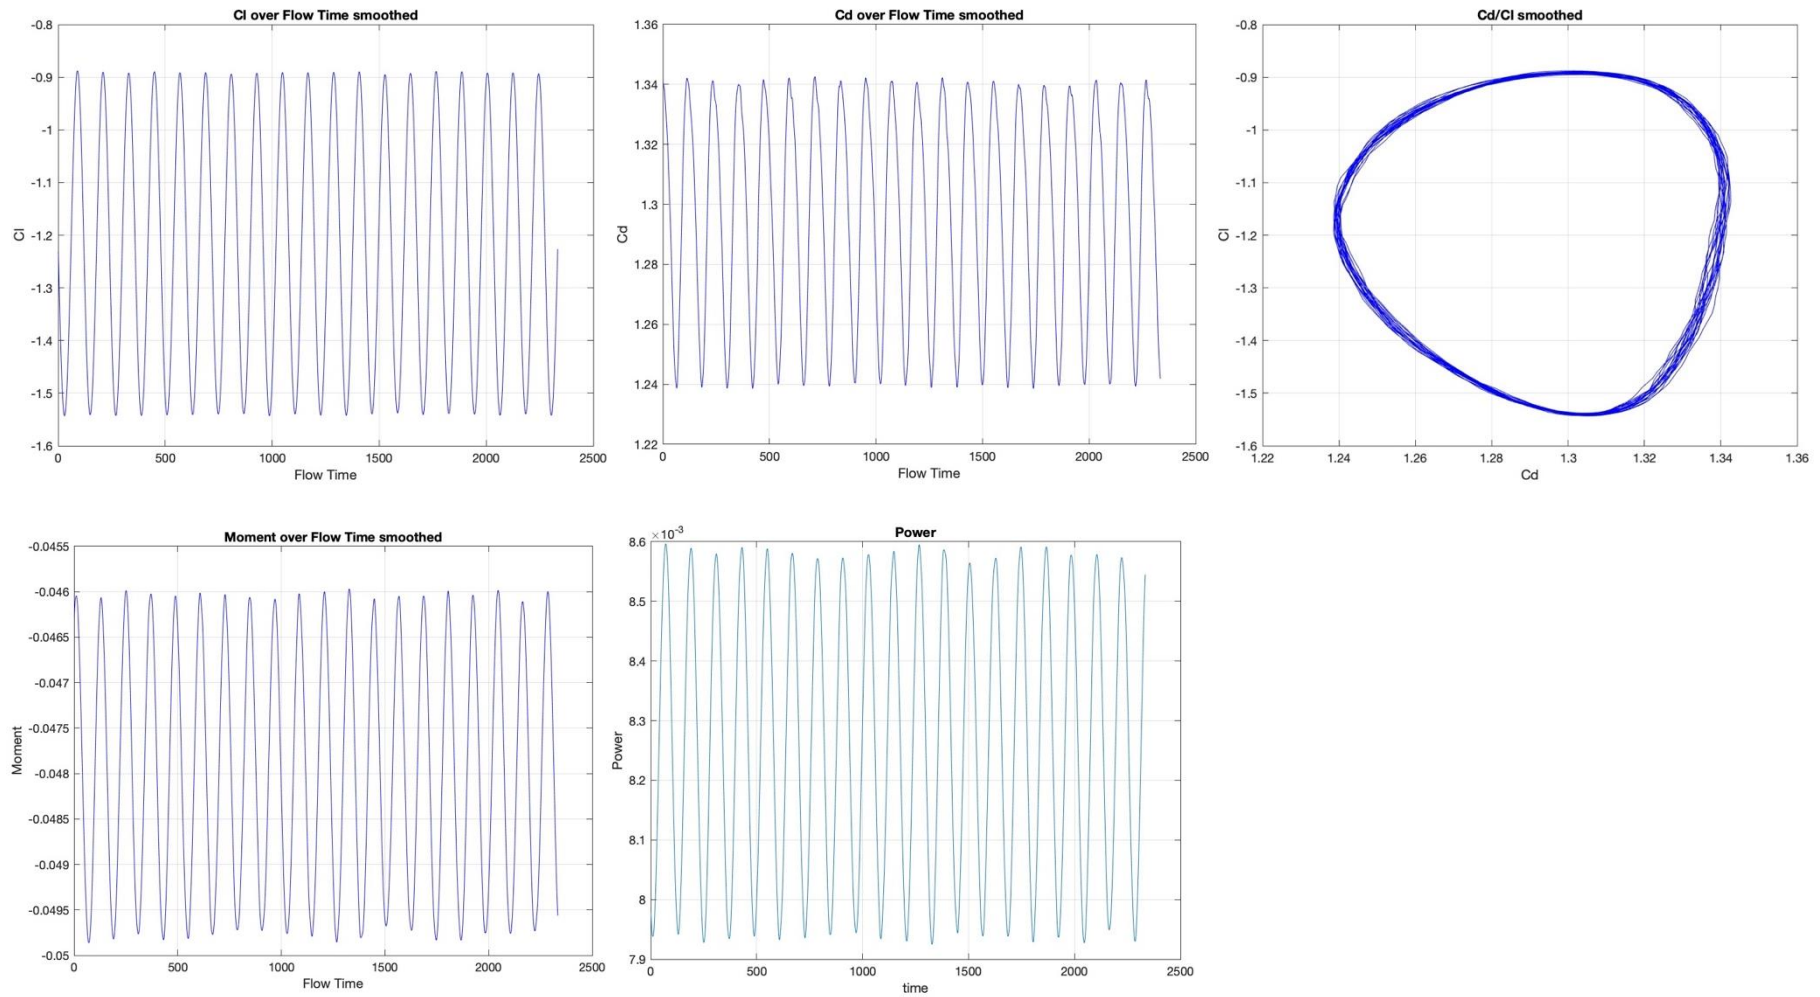 Cl over Flow Time smoothed
-0.8
-0.9
-1
-1.1
-1.2
-1.3
-1.4
-1.5
-1.6
Cl
0 500 1000 1500 2000 2500
Flow Time
Cd over Flow Time smoothed
1.36
1.34
1.32
1.3
1.28
1.26
1.24
1.22
Cd
0 500 1000 1500 2000 2500
Flow Time
Cd/Cl smoothed
-0.8
-0.9
-1
-1.1
-1.2
-1.3
-1.4
-1.5
-1.6
Cl
1.22 1.24 1.26 1.28 1.3 1.32 1.34 1.36
Cd
Moment over Flow Time smoothed
-0.0455
-0.046
-0.0465
-0.047
-0.0475
-0.048
-0.0485
-0.049
-0.0495
-0.05
Moment
0 500 1000 1500 2000 2500
Flow Time
Power
×10⁻³
8.6
8.5
8.4
8.3
8.2
8.1
8
7.9
Power
0 500 1000 1500 2000 2500
time